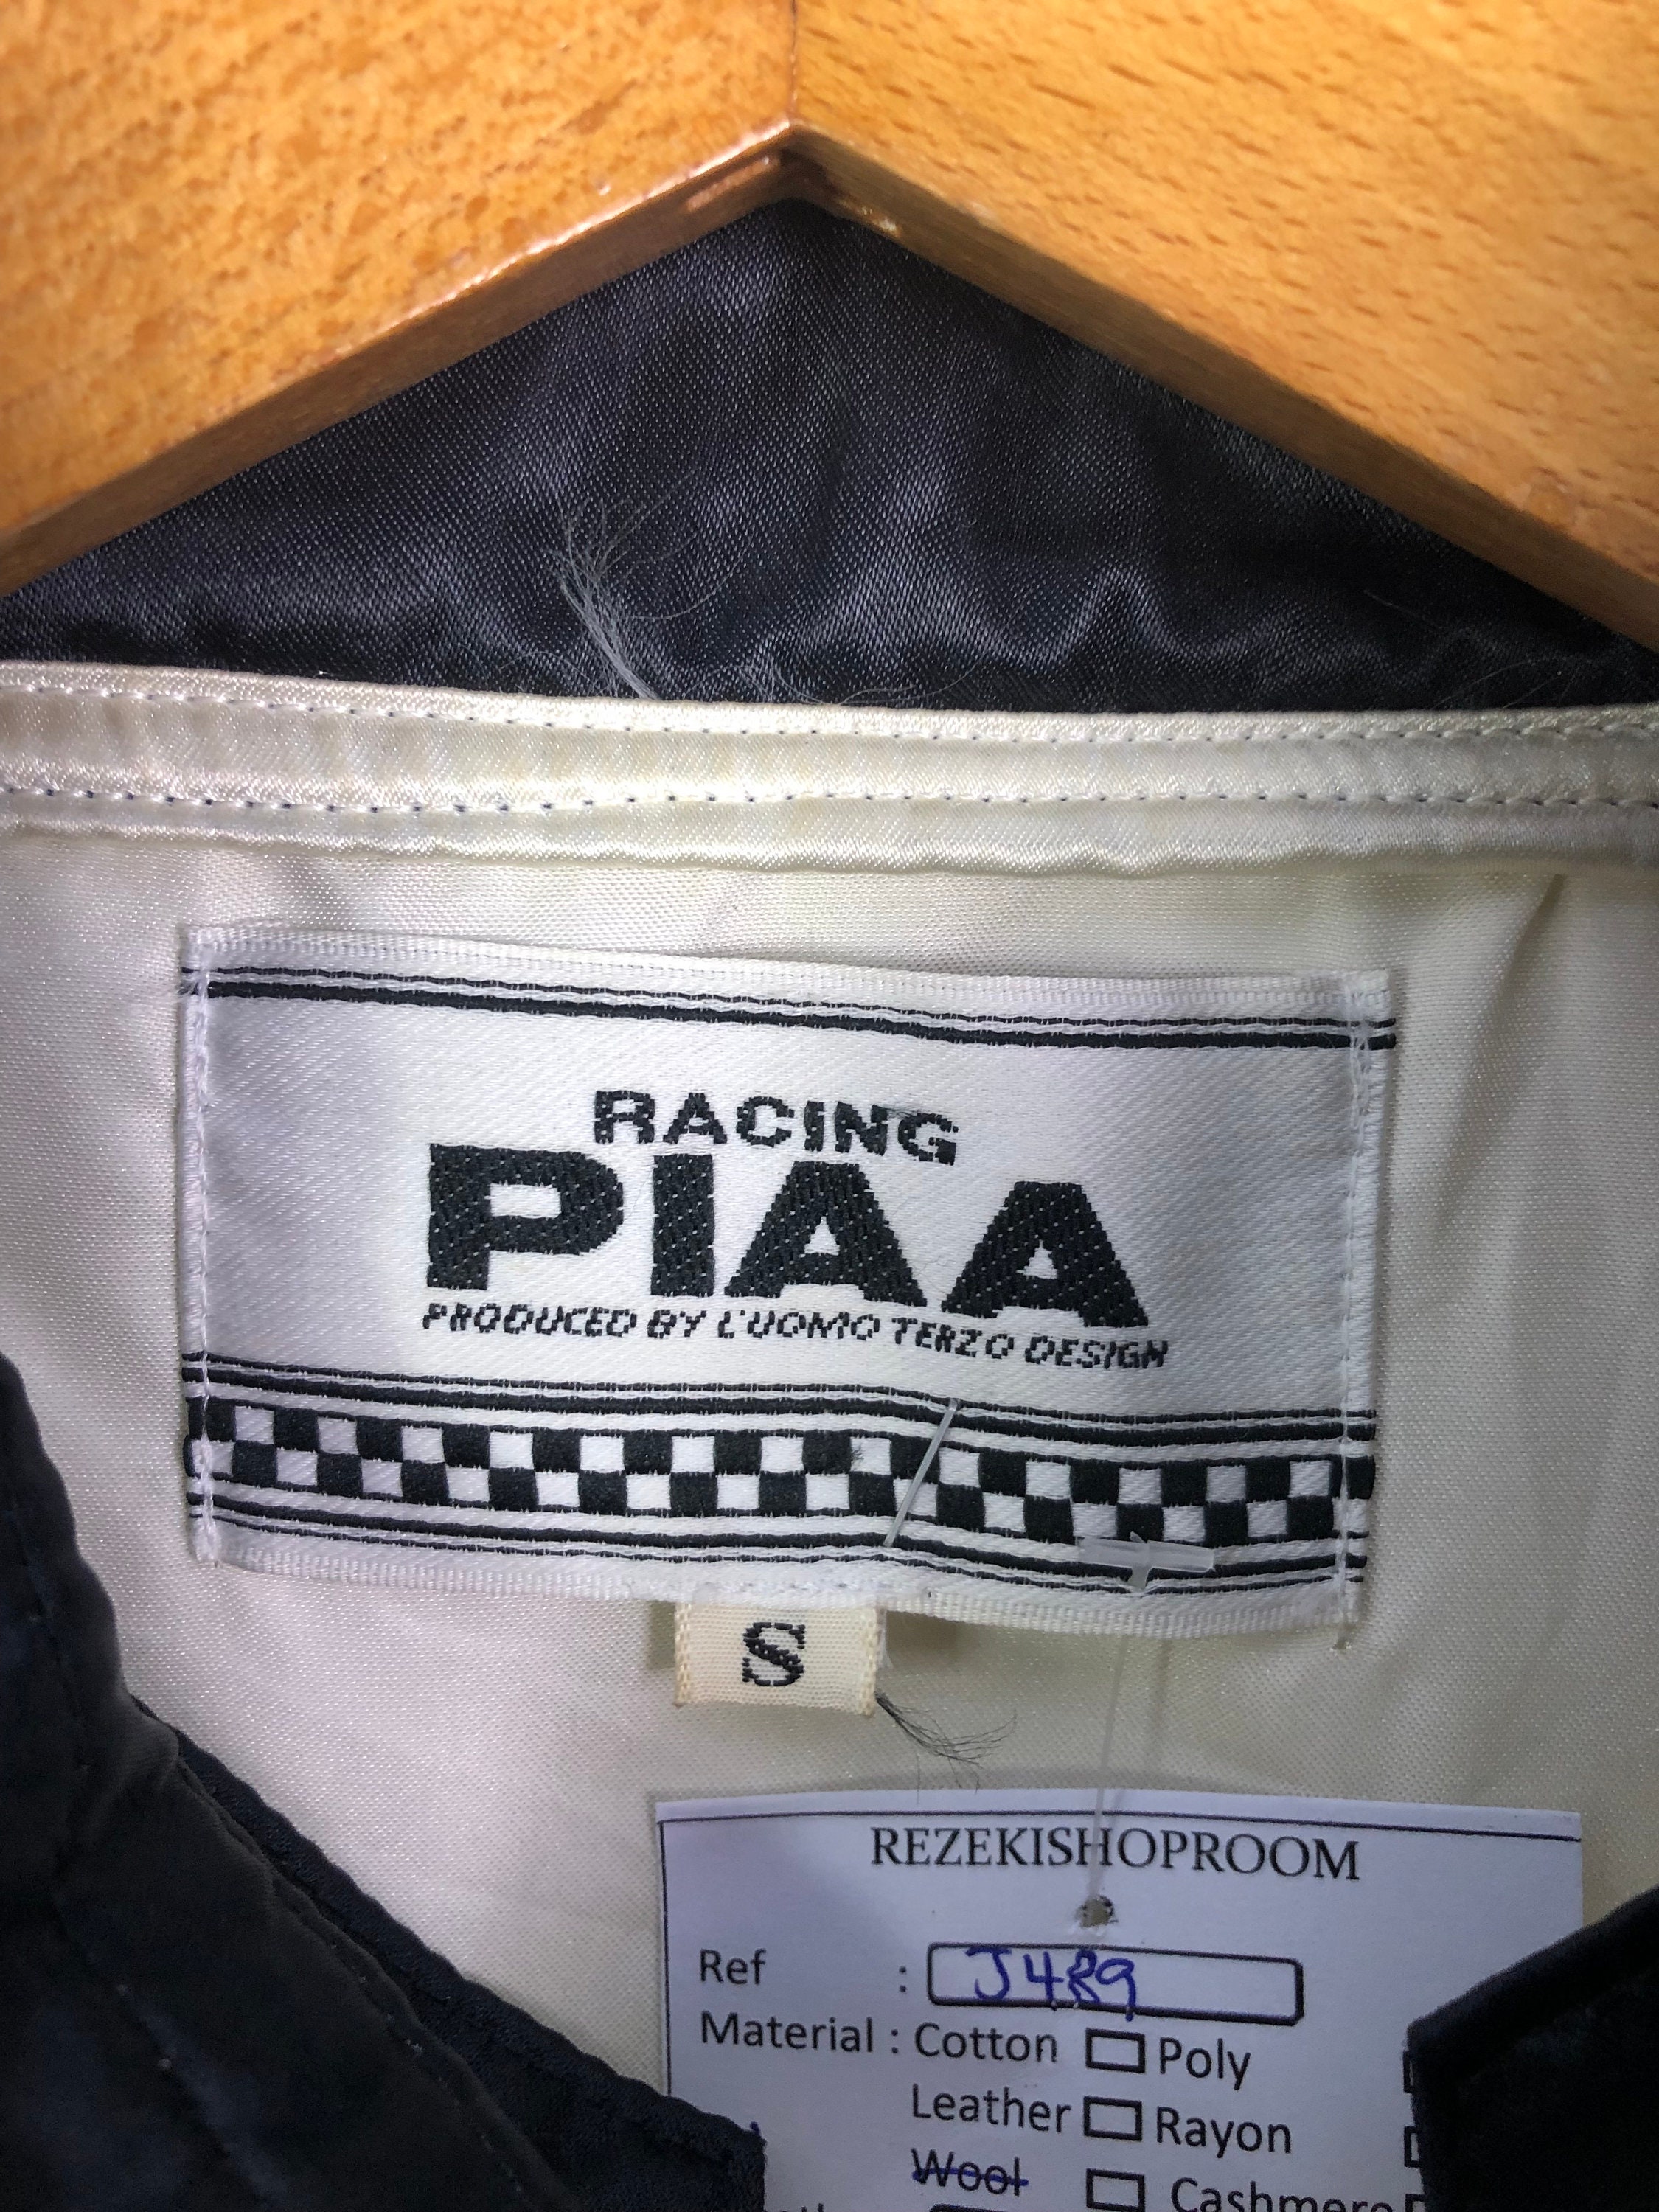 RACING
PIAA
PRODUCED BY L'UOMO TERZO DESIGN
S
REZEKISHOPROOM
Ref : J489
Material : Cotton Poly
Leather Rayon
Wool Cashmere